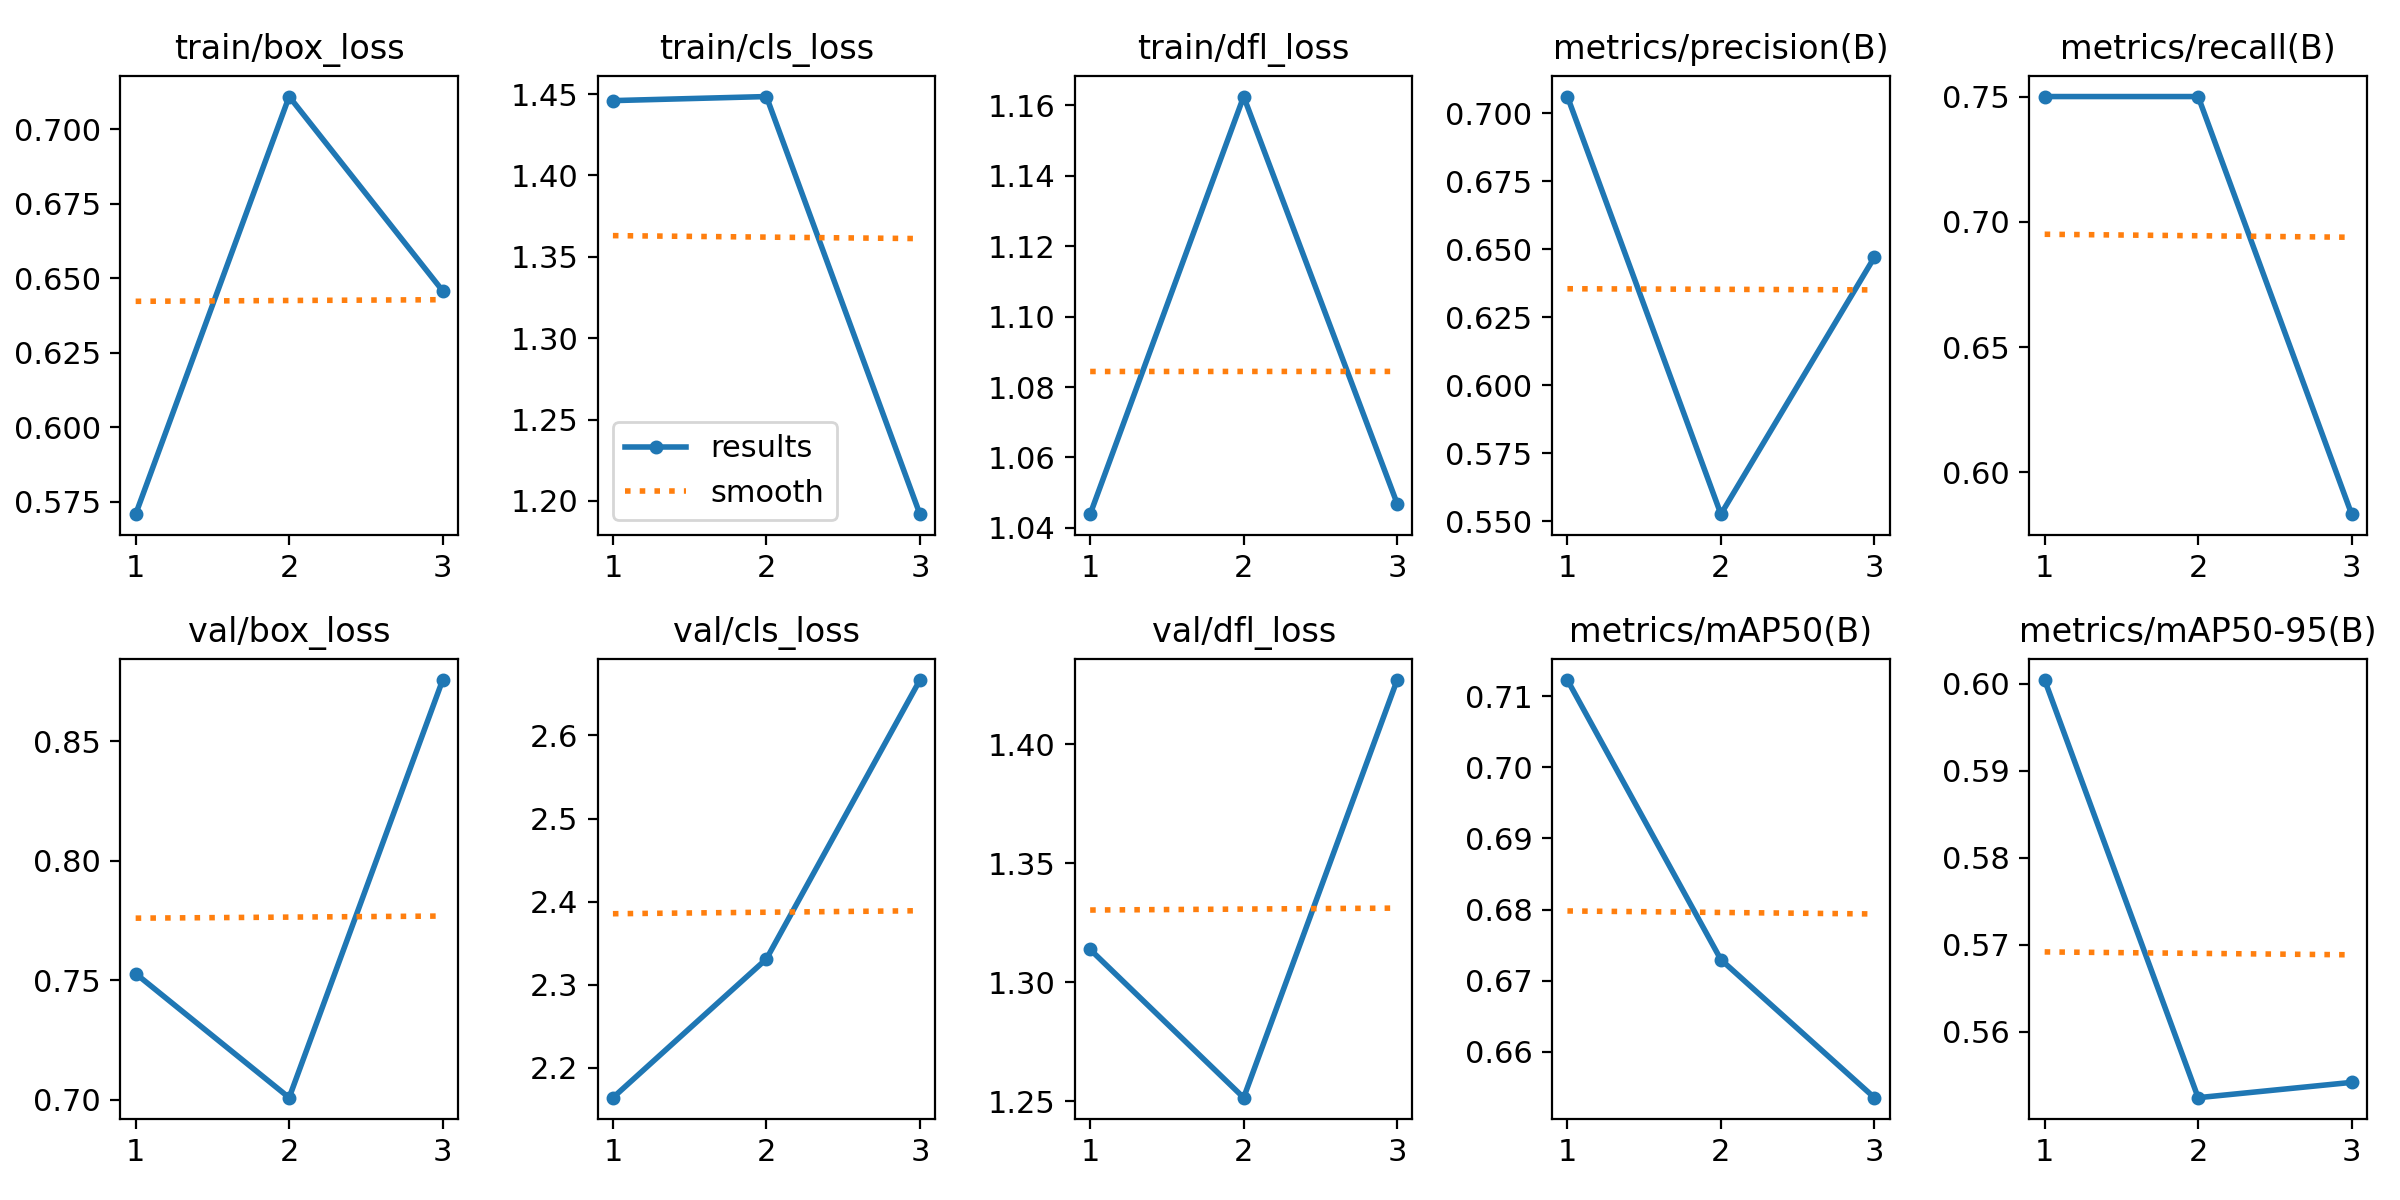 train/box_loss
0.700
0.675
0.650
0.625
0.600
0.575
1 2 3
train/cls_loss
1.45
1.40
1.35
1.30
1.25
1.20
results
smooth
1 2 3
train/dfl_loss
1.16
1.14
1.12
1.10
1.08
1.06
1.04
1 2 3
metrics/precision(B)
0.700
0.675
0.650
0.625
0.600
0.575
0.550
1 2 3
metrics/recall(B)
0.75
0.70
0.65
0.60
1 2 3
val/box_loss
0.85
0.80
0.75
0.70
1 2 3
val/cls_loss
2.6
2.5
2.4
2.3
2.2
1 2 3
val/dfl_loss
1.40
1.35
1.30
1.25
1 2 3
metrics/mAP50(B)
0.71
0.70
0.69
0.68
0.67
0.66
1 2 3
metrics/mAP50-95(B)
0.60
0.59
0.58
0.57
0.56
1 2 3